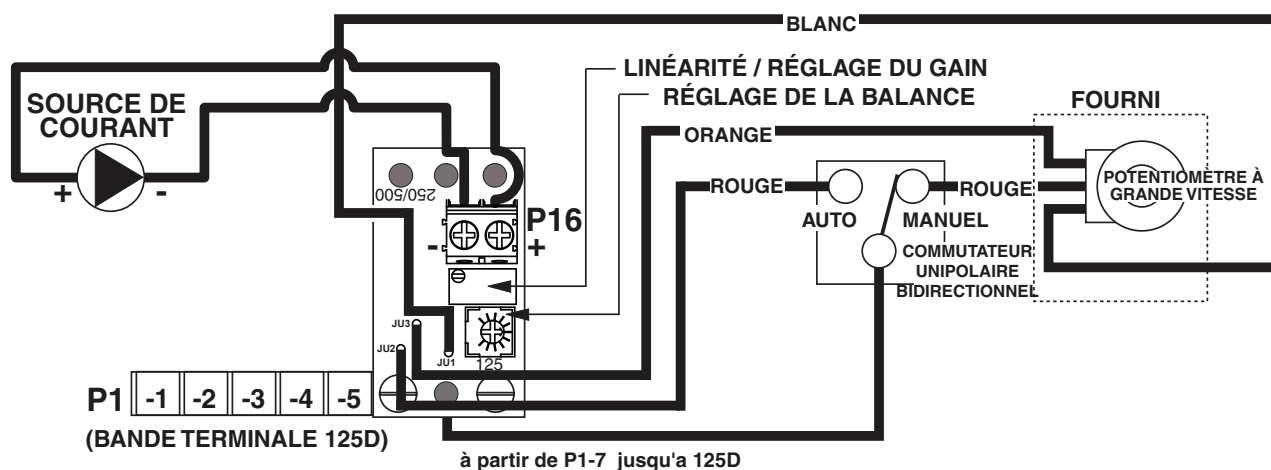 BLANC
LINÉARITÉ / RÉGLAGE DU GAIN
RÉGLAGE DE LA BALANCE
SOURCE DE
COURANT
+ -
FOURNI
ORANGE
250/500
ROUGE
ROUGE
POTENTIOMÈTRE À
GRANDE VITESSE
AUTO
MANUEL
P16
- +
COMMUTATEUR
UNIPOLAIRE
BIDIRECTIONNEL
JU3
JU2
JU1
125
P1 -1 -2 -3 -4 -5
(BANDE TERMINALE 125D)
à partir de P1-7 jusqu'a 125D